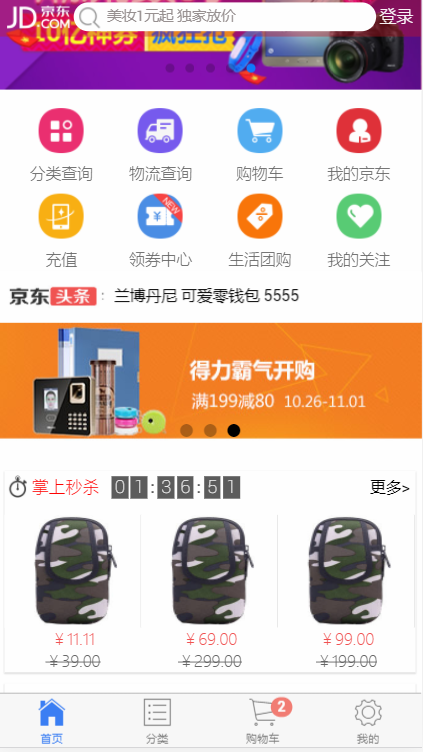 JD 京东 .COM 美妆1元起 独家放价 登录
10亿神券 疯狂抢
分类查询 物流查询 购物车 我的京东
NEW
充值 领券中心 生活团购 我的关注
京东 头条 : 兰博丹尼 可爱零钱包 5555
得力霸气开购
满199减80 10.26-11.01
掌上秒杀 01:36:51 更多>
￥11.11 ￥69.00 ￥99.00
￥39.00 ￥299.00 ￥199.00
2
首页 分类 购物车 我的